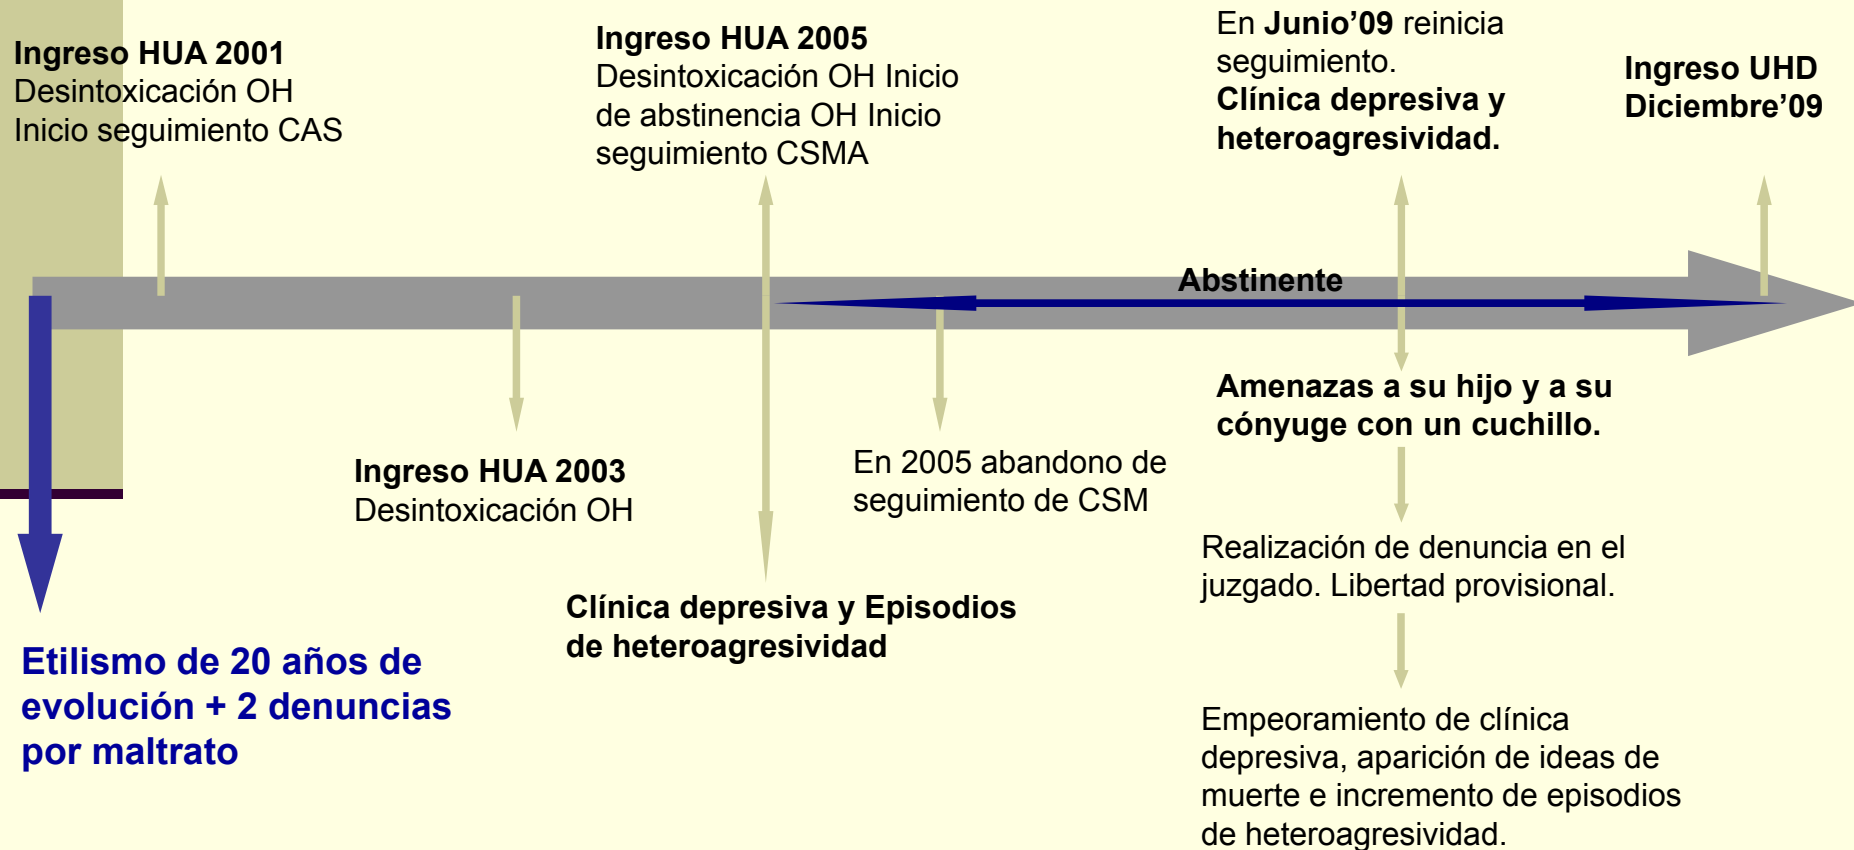 Ingreso HUA 2001
Desintoxicación OH
Inicio seguimiento CAS
Ingreso HUA 2005
Desintoxicación OH Inicio
de abstinencia OH Inicio
seguimiento CSMA
En Junio’09 reinicia
seguimiento.
Clínica depresiva y
heteroagresividad.
Ingreso UHD
Diciembre’09
Abstinente
Ingreso HUA 2003
Desintoxicación OH
En 2005 abandono de
seguimiento de CSM
Amenazas a su hijo y a su
cónyuge con un cuchillo.
Realización de denuncia en el
juzgado. Libertad provisional.
Clínica depresiva y Episodios
de heteroagresividad
Etilismo de 20 años de
evolución + 2 denuncias
por maltrato
Empeoramiento de clínica
depresiva, aparición de ideas de
muerte e incremento de episodios
de heteroagresividad.